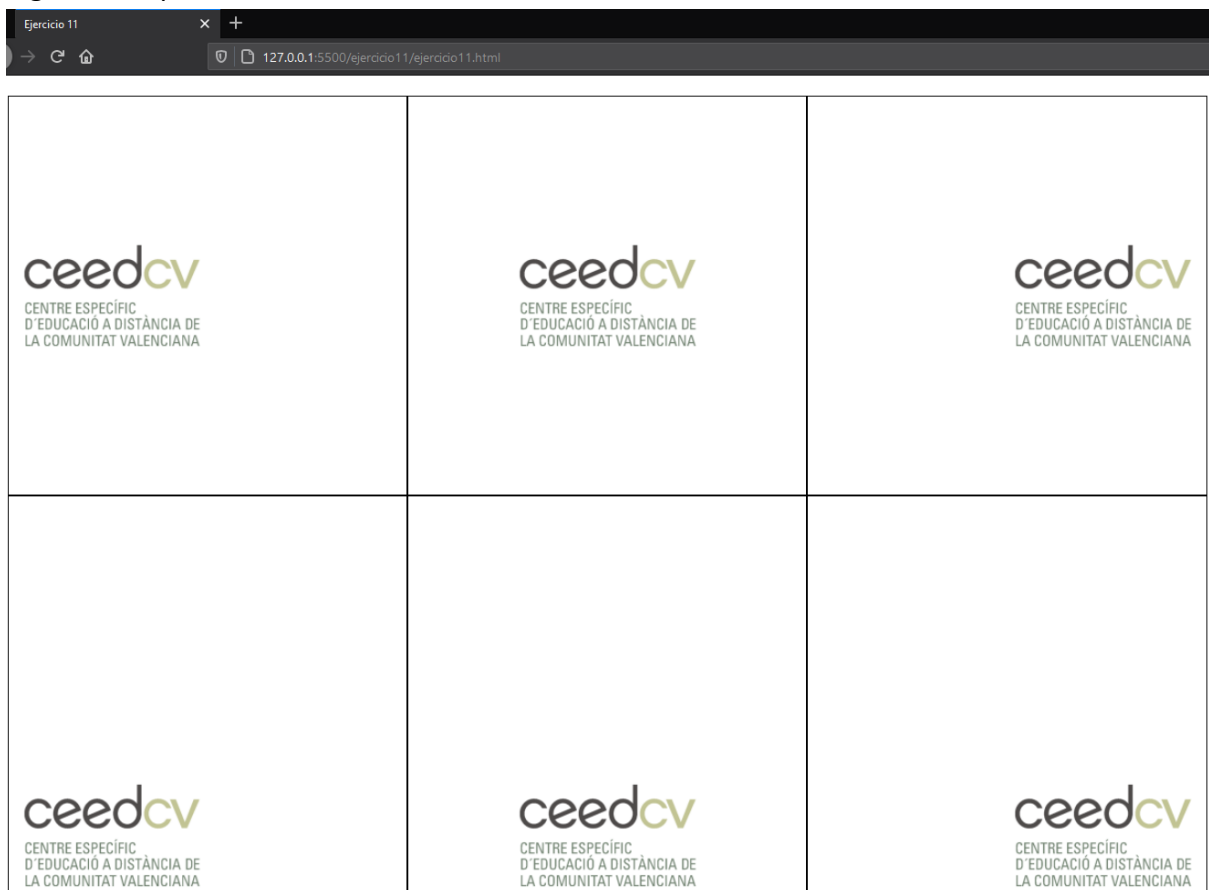 Ejercicio 11
127.0.0.1:5500/ejercicio11/ejercicio11.html
ceedcv ceedcv ceedcv
CENTRE ESPECÍFIC CENTRE ESPECÍFIC CENTRE ESPECÍFIC
D´EDUCACIÓ A DISTÀNCIA DE D´EDUCACIÓ A DISTÀNCIA DE D´EDUCACIÓ A DISTÀNCIA DE
LA COMUNITAT VALENCIANA LA COMUNITAT VALENCIANA LA COMUNITAT VALENCIANA
ceedcv ceedcv ceedcv
CENTRE ESPECÍFIC CENTRE ESPECÍFIC CENTRE ESPECÍFIC
D´EDUCACIÓ A DISTÀNCIA DE D´EDUCACIÓ A DISTÀNCIA DE D´EDUCACIÓ A DISTÀNCIA DE
LA COMUNITAT VALENCIANA LA COMUNITAT VALENCIANA LA COMUNITAT VALENCIANA